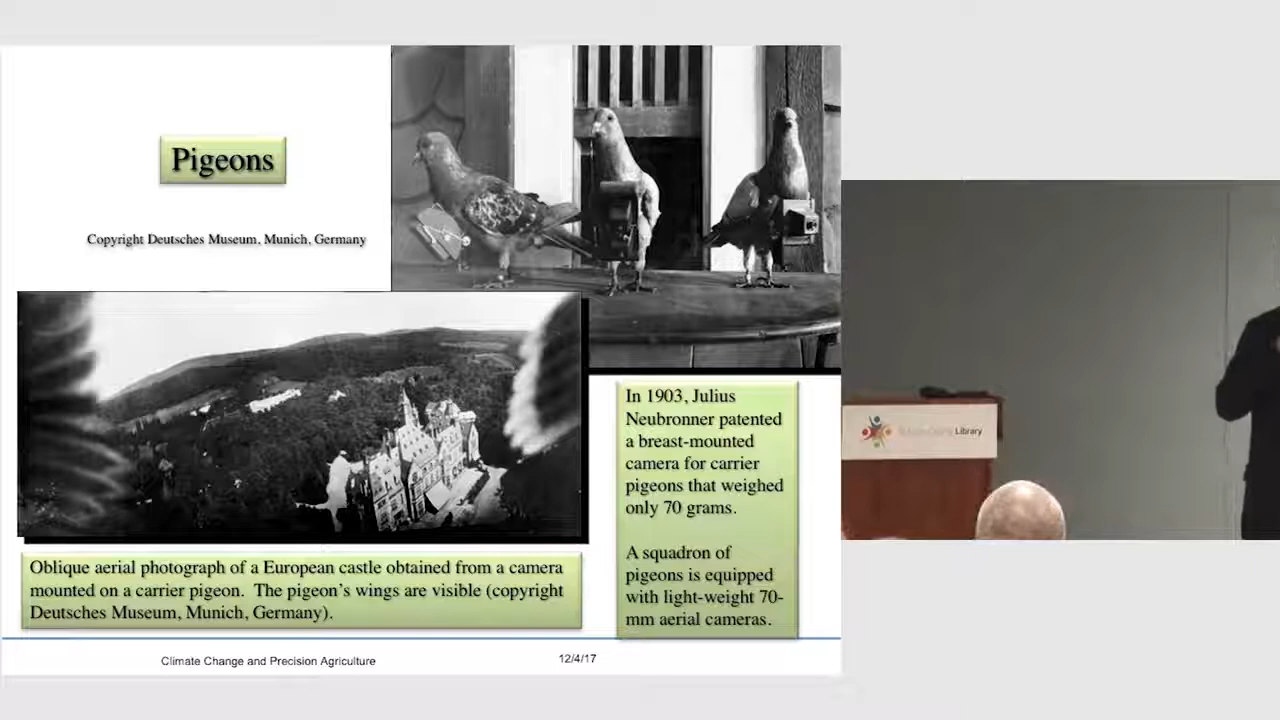 Pigeons
Copyright Deutsches Museum, Munich, Germany
In 1903, Julius
Neubronner patented
a breast-mounted
camera for carrier
pigeons that weighed
only 70 grams.
A squadron of
pigeons is equipped
with light-weight 70-
mm aerial cameras.
Oblique aerial photograph of a European castle obtained from a camera
mounted on a carrier pigeon. The pigeon's wings are visible (copyright
Deutsches Museum, Munich, Germany).
Climate Change and Precision Agriculture
12/4/17
Library